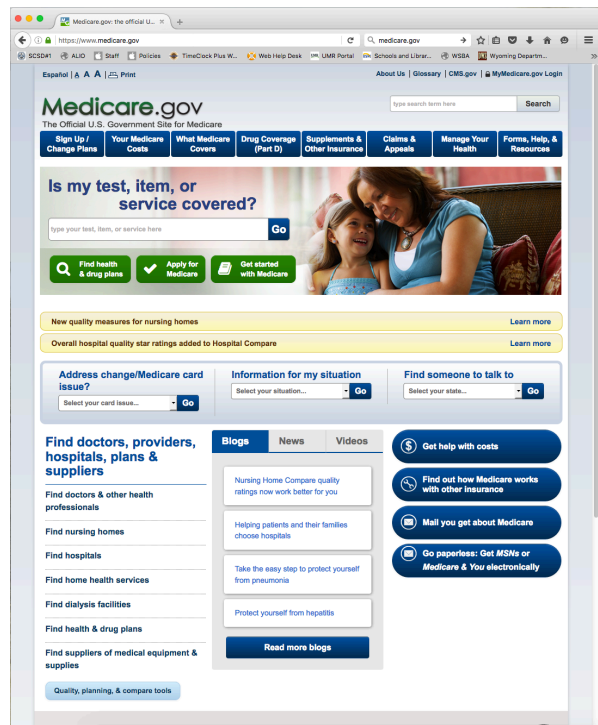 Medicare.gov: the official U...
https://www.medicare.gov
medicare.gov
SCSD#1 ALIO Staff Policies TimeClock Plus W... Web Help Desk UMR Portal Schools and Librar... WSBA Wyoming Departm...
Español | A A A | Print
About Us | Glossary | CMS.gov | MyMedicare.gov Login
Medicare.gov
The Official U.S. Government Site for Medicare
type search term here
Search
Sign Up / Change Plans
Your Medicare Costs
What Medicare Covers
Drug Coverage (Part D)
Supplements & Other Insurance
Claims & Appeals
Manage Your Health
Forms, Help, & Resources
Is my test, item, or
service covered?
type your test, item, or service here
Go
Find health & drug plans
Apply for Medicare
Get started with Medicare
New quality measures for nursing homes
Learn more
Overall hospital quality star ratings added to Hospital Compare
Learn more
Address change/Medicare card
issue?
Select your card issue...
Go
Information for my situation
Select your situation...
Go
Find someone to talk
to
Select your state...
Go
Find doctors, providers,
hospitals, plans &
suppliers
Find doctors & other health
professionals
Find nursing homes
Find hospitals
Find home health services
Find dialysis facilities
Find health & drug plans
Find suppliers of medical equipment &
supplies
Quality, planning, & compare tools
Blogs
News
Videos
Nursing Home Compare quality
ratings now work better for you
Helping patients and their families
choose hospitals
Take the easy step to protect yourself
from pneumonia
Protect yourself from hepatitis
Read more blogs
Get help with costs
Find out how Medicare works
with other insurance
Mail you get about Medicare
Go paperless: Get MSNs or
Medicare & You electronically